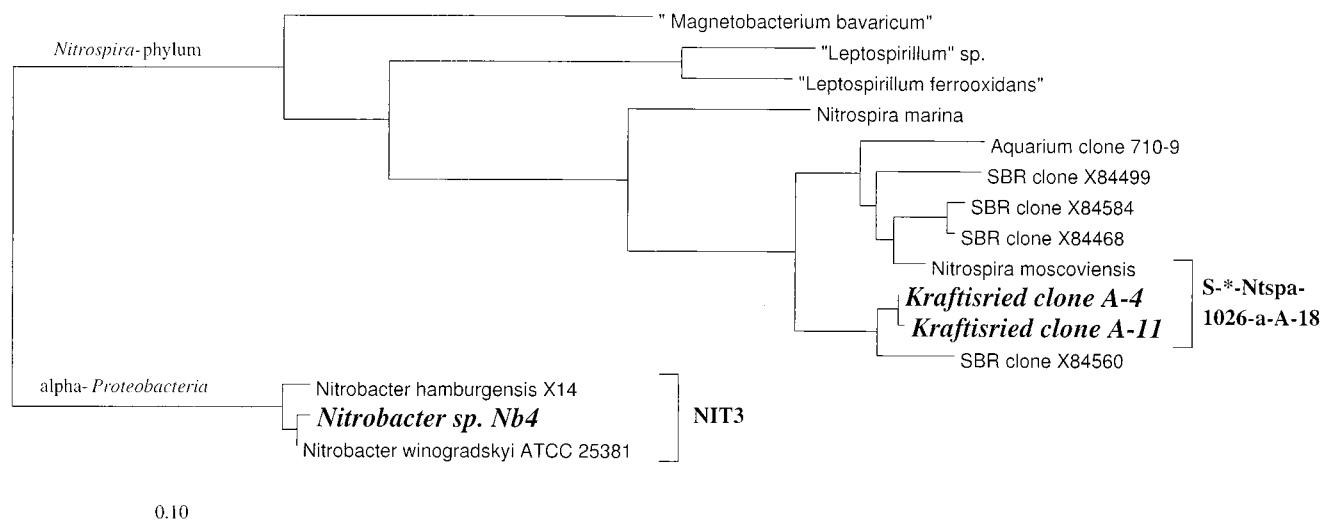 " Magnetobacterium bavaricum"
Nitrospira-phylum
"Leptospirillum" sp.
"Leptospirillum ferrooxidans"
Nitrospira marina
Aquarium clone 710-9
SBR clone X84499
SBR clone X84584
SBR clone X84468
Nitrospira moscoviensis
Kraftisried clone A-4
Kraftisried clone A-11
S-*-Ntspa-
1026-a-A-18
SBR clone X84560
alpha-Proteobacteria
Nitrobacter hamburgensis X14
Nitrobacter sp. Nb4
NIT3
Nitrobacter winogradskyi ATCC 25381
0.10